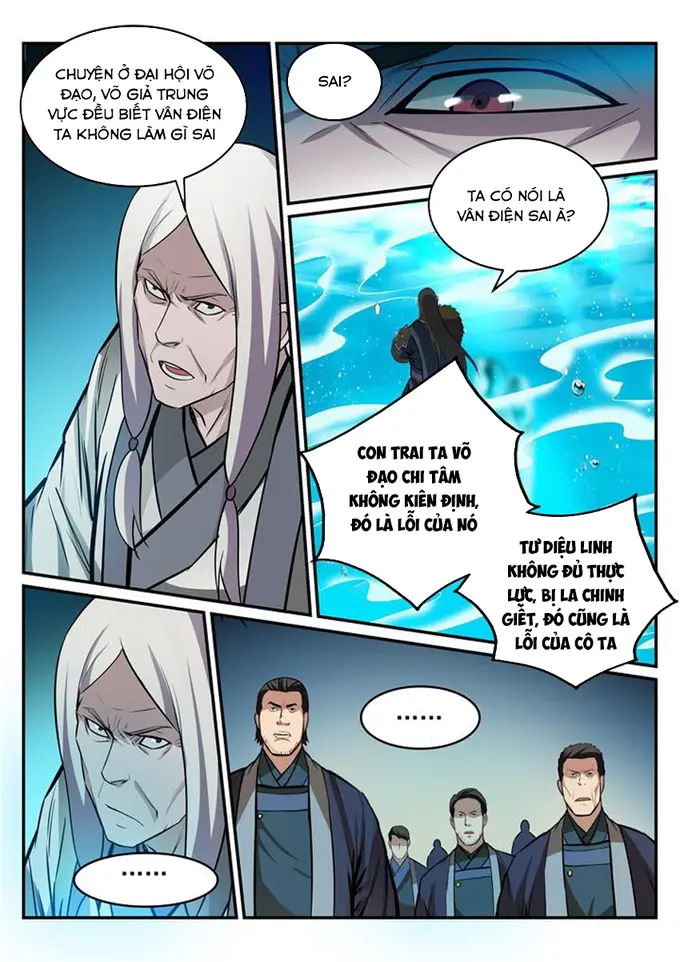 CHUYỆN Ở ĐẠI HỘI VÕ
ĐẠO, VÕ GIẢ TRUNG
VỰC ĐỀU BIẾT VÂN ĐIỆN
TA KHÔNG LÀM GÌ SAI
SAI?
TA CÓ NÓI LÀ
VÂN ĐIỆN SAI À?
CON TRAI TA VÕ
ĐẠO CHI TÂM
KHÔNG KIÊN ĐỊNH,
ĐÓ LÀ LỖI CỦA NÓ
TƯ DIỆU LINH
KHÔNG ĐỦ THỰC
LỰC, BỊ LA CHINH
GIẾT, ĐÓ CŨNG LÀ
LỖI CỦA CÔ TA
......
......